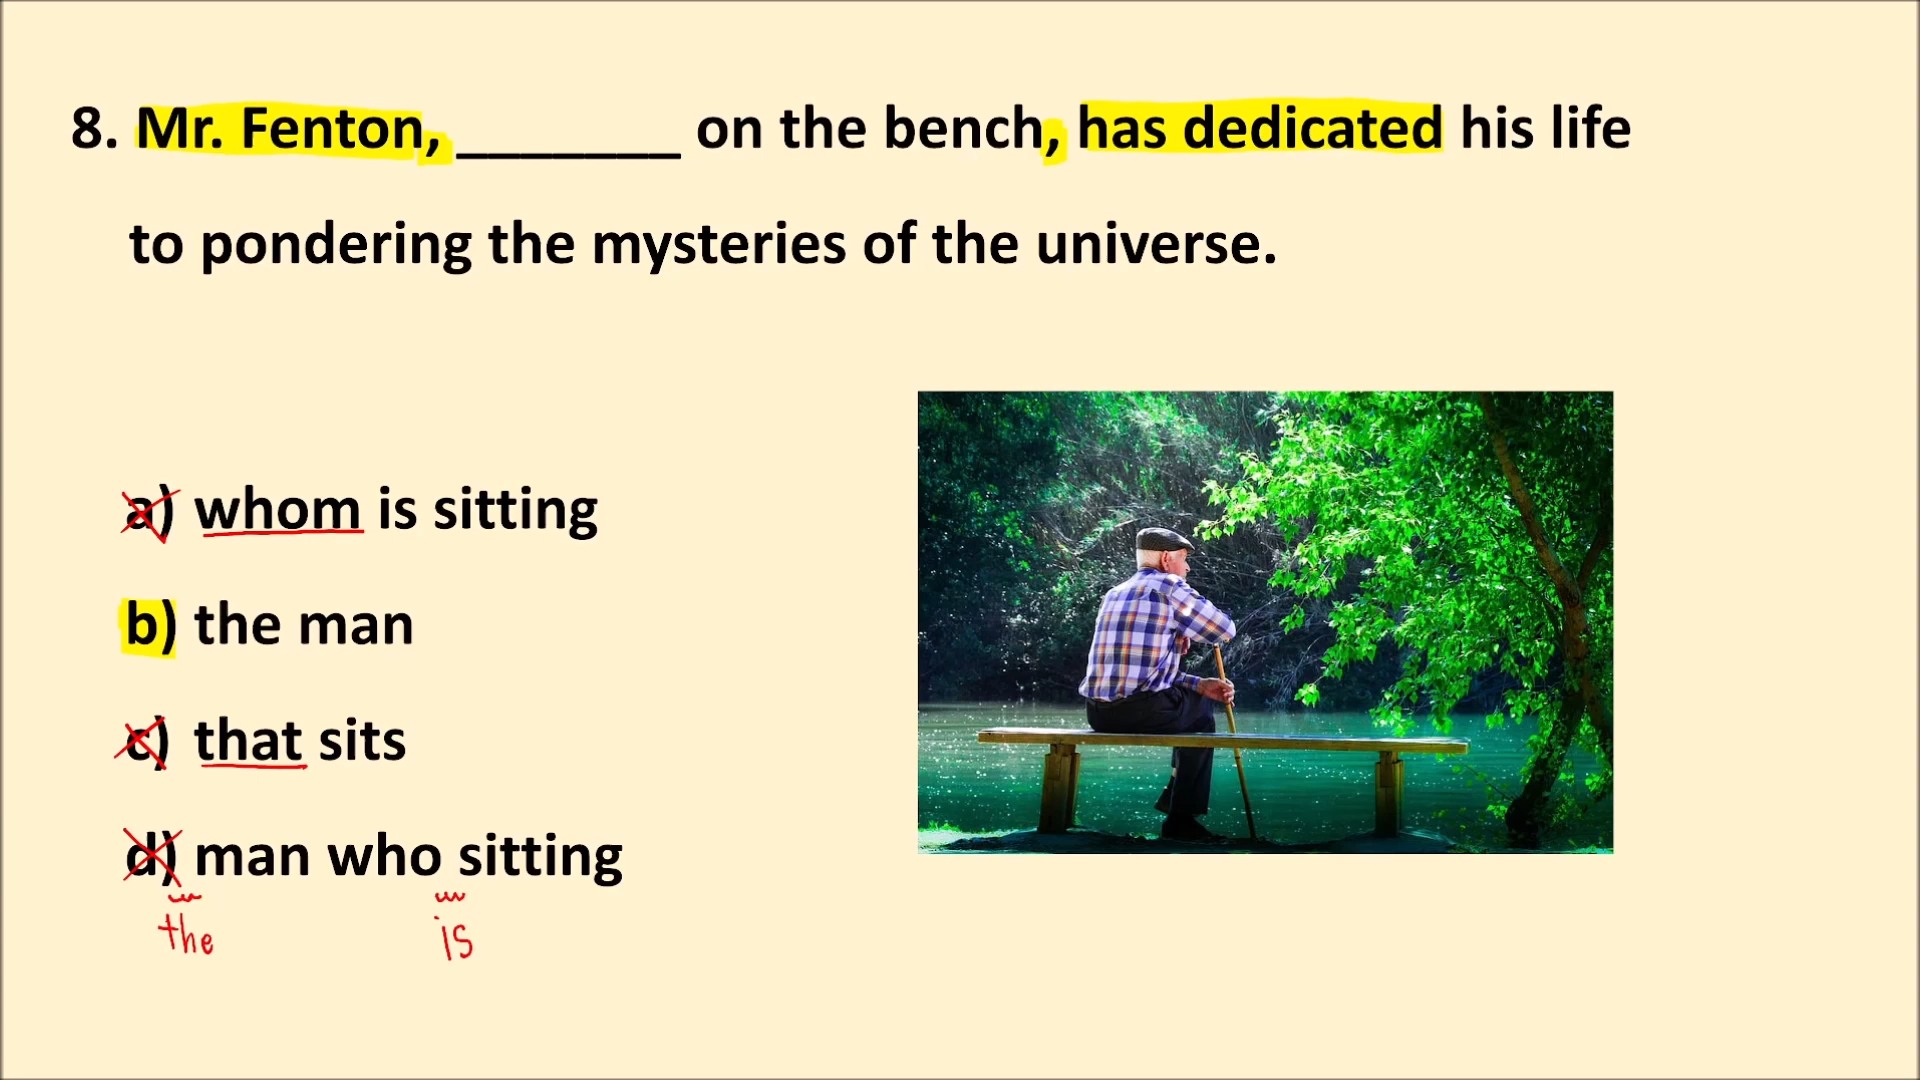 8. Mr. Fenton, _______ on the bench, has dedicated his life
to pondering the mysteries of the universe.
a) whom is sitting
b) the man
c) that sits
d) man who sitting
the is